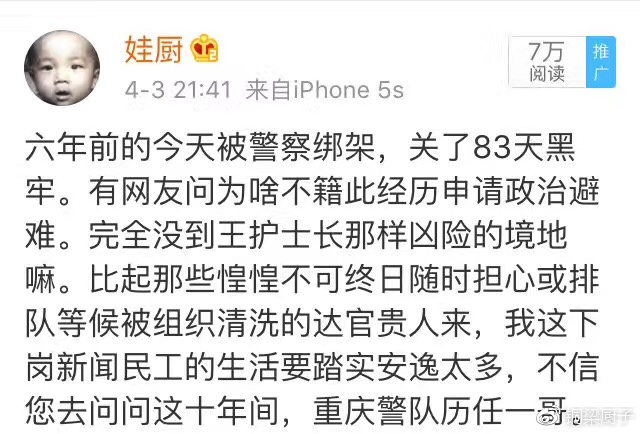 娃厨
7万
阅读
推
广
4-3 21:41 来自iPhone 5s
六年前的今天被警察绑架，关了83天黑
牢。有网友问为啥不籍此经历申请政治避
难。完全没到王护士长那样凶险的境地
嘛。比起那些惶惶不可终日随时担心或排
队等候被组织清洗的达官贵人来，我这下
岗新闻民工的生活要踏实安逸太多，不信
您去问问这十年间，重庆警队历任一哥。
@铜梁厨子